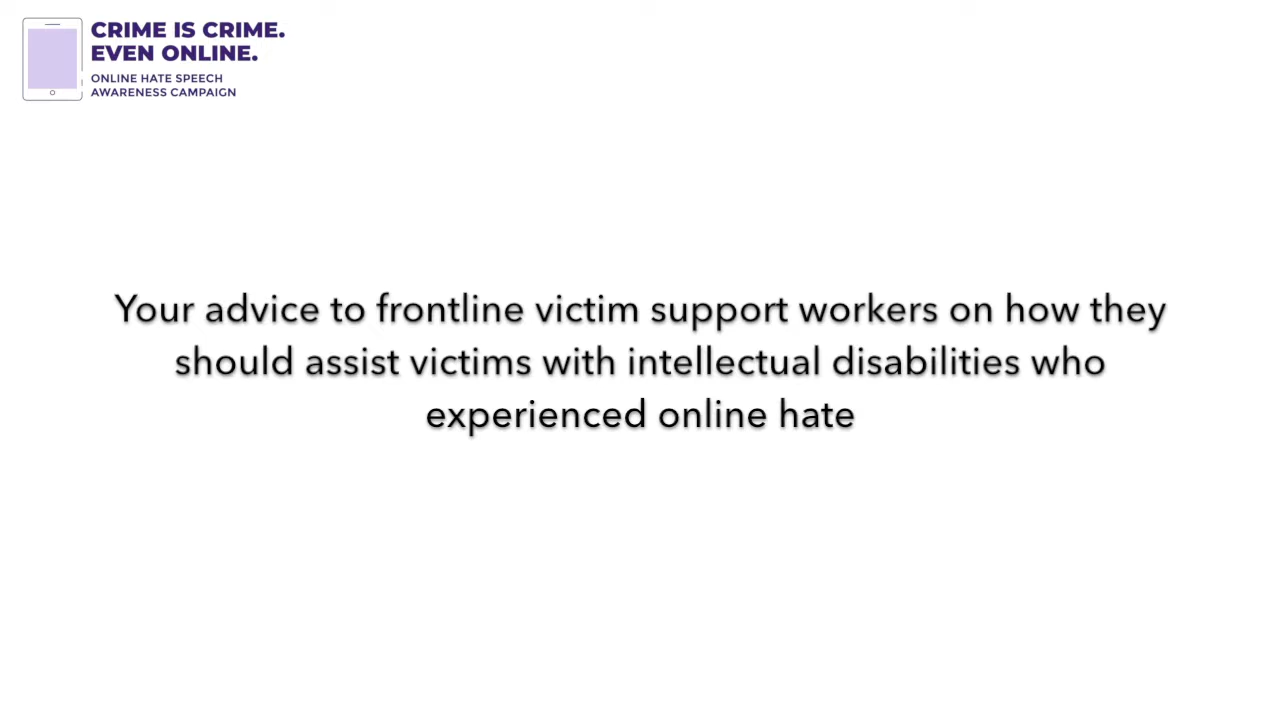 CRIME IS CRIME.
EVEN ONLINE.
ONLINE HATE SPEECH
AWARENESS CAMPAIGN
Your advice to frontline victim support workers on how they
should assist victims with intellectual disabilities who
experienced online hate